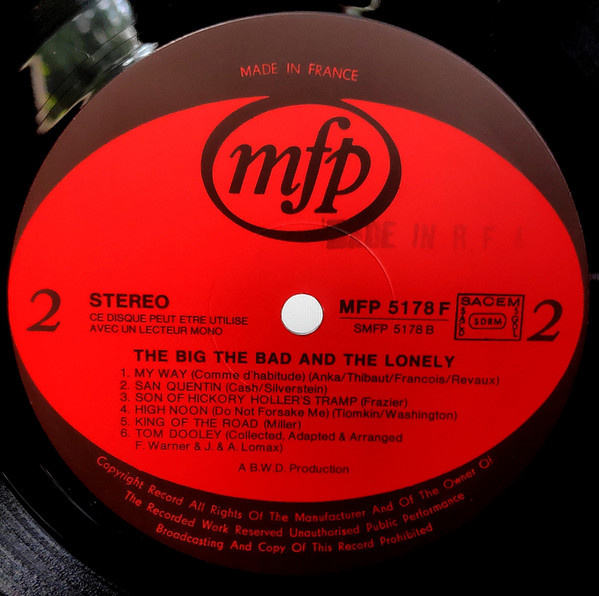 MADE IN FRANCE
mfp
MADE IN R.F.A
2
STEREO
CE DISQUE PEUT ETRE UTILISE
AVEC UN LECTEUR MONO
MFP 5178 F
SMFP 5178 B
SACEM
SACD
SDRM
SGDL
2
THE BIG THE BAD AND THE LONELY
1. MY WAY (Comme d'habitude) (Anka/Thibaut/Francois/Revaux)
2. SAN QUENTIN (Cash/Silverstein)
3. SON OF HICKORY HOLLER'S TRAMP (Frazier)
4. HIGH NOON (Do Not Forsake Me) (Tiomkin/Washington)
5. KING OF THE ROAD (Miller)
6. TOM DOOLEY (Collected, Adapted & Arranged
F. Warner & J. & A. Lomax)
A B.W.D. Production
Copyright Record All Rights Of The Manufacturer And Of The Owner Of
The Recorded Work Reserved Unauthorised Public Performance
Broadcasting And Copy Of This Record Prohibited